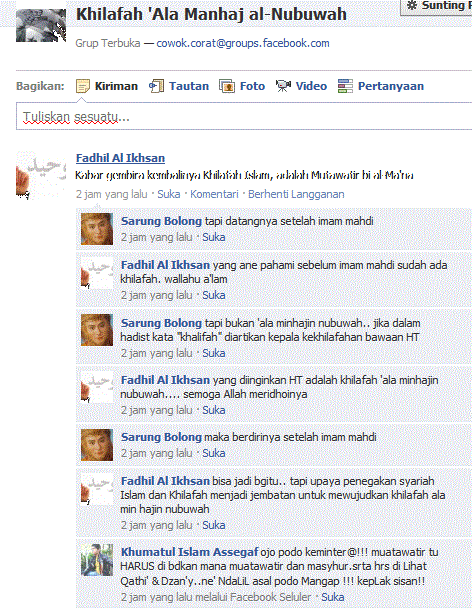 Khilafah 'Ala Manhaj al-Nubuwah
Sunting
Grup Terbuka — cowok.corat@groups.facebook.com
Bagikan: Kiriman Tautan Foto Video Pertanyaan
Tuliskan sesuatu...
Fadhil Al Ikhsan
Kabar gembira kembalinya Khilafah Islam, adalah Mutawatir bi al-Ma'na
2 jam yang lalu · Suka · Komentari · Berhenti Langganan
Sarung Bolong tapi datangnya setelah imam mahdi
2 jam yang lalu · Suka
Fadhil Al Ikhsan yang ane pahami sebelum imam mahdi sudah ada
khilafah. wallahu a'lam
2 jam yang lalu · Suka
Sarung Bolong tapi bukan 'ala minhajin nubuwah.. jika dalam
hadist kata "khalifah" diartikan kepala kekhilafahan bawaan HT
2 jam yang lalu · Suka
Fadhil Al Ikhsan yang diinginkan HT adalah khilafah 'ala minhajin
nubuwah.... semoga Allah meridhoinya
2 jam yang lalu · Suka
Sarung Bolong maka berdirinya setelah imam mahdi
2 jam yang lalu · Suka
Fadhil Al Ikhsan bisa jadi bgitu.. tapi upaya penegakan syariah
Islam dan Khilafah menjadi jembatan untuk mewujudkan khilafah ala
min hajin nubuwah
2 jam yang lalu · Suka
Khumatul Islam Assegaf ojo podo keminter@!!! muatawatir tu
HARUS di bdkan mana muatawatir dan masyhur.srta hrs di Lihat
Qathi' & Dzan'y..ne' NdaLiL asal podo Mangap !!! kepLak sisan!!
2 jam yang lalu melalui Facebook Seluler · Suka